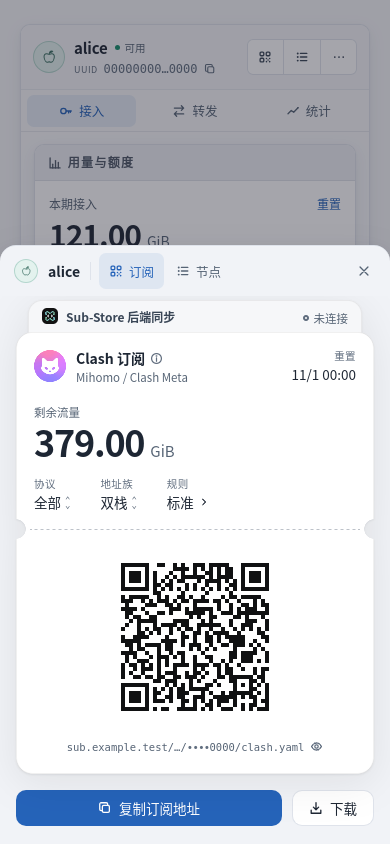 alice 可用
UUID 00000000…0000
接入 转发 统计
用量与额度
本期接入 重置
121.00 GiB
alice 订阅 节点
Sub-Store 后端同步 未连接
Clash 订阅 重置
Mihomo / Clash Meta 11/1 00:00
剩余流量
379.00 GiB
协议 地址族 规则
全部 双栈 标准
sub.example.test/…/••••0000/clash.yaml
复制订阅地址 下载